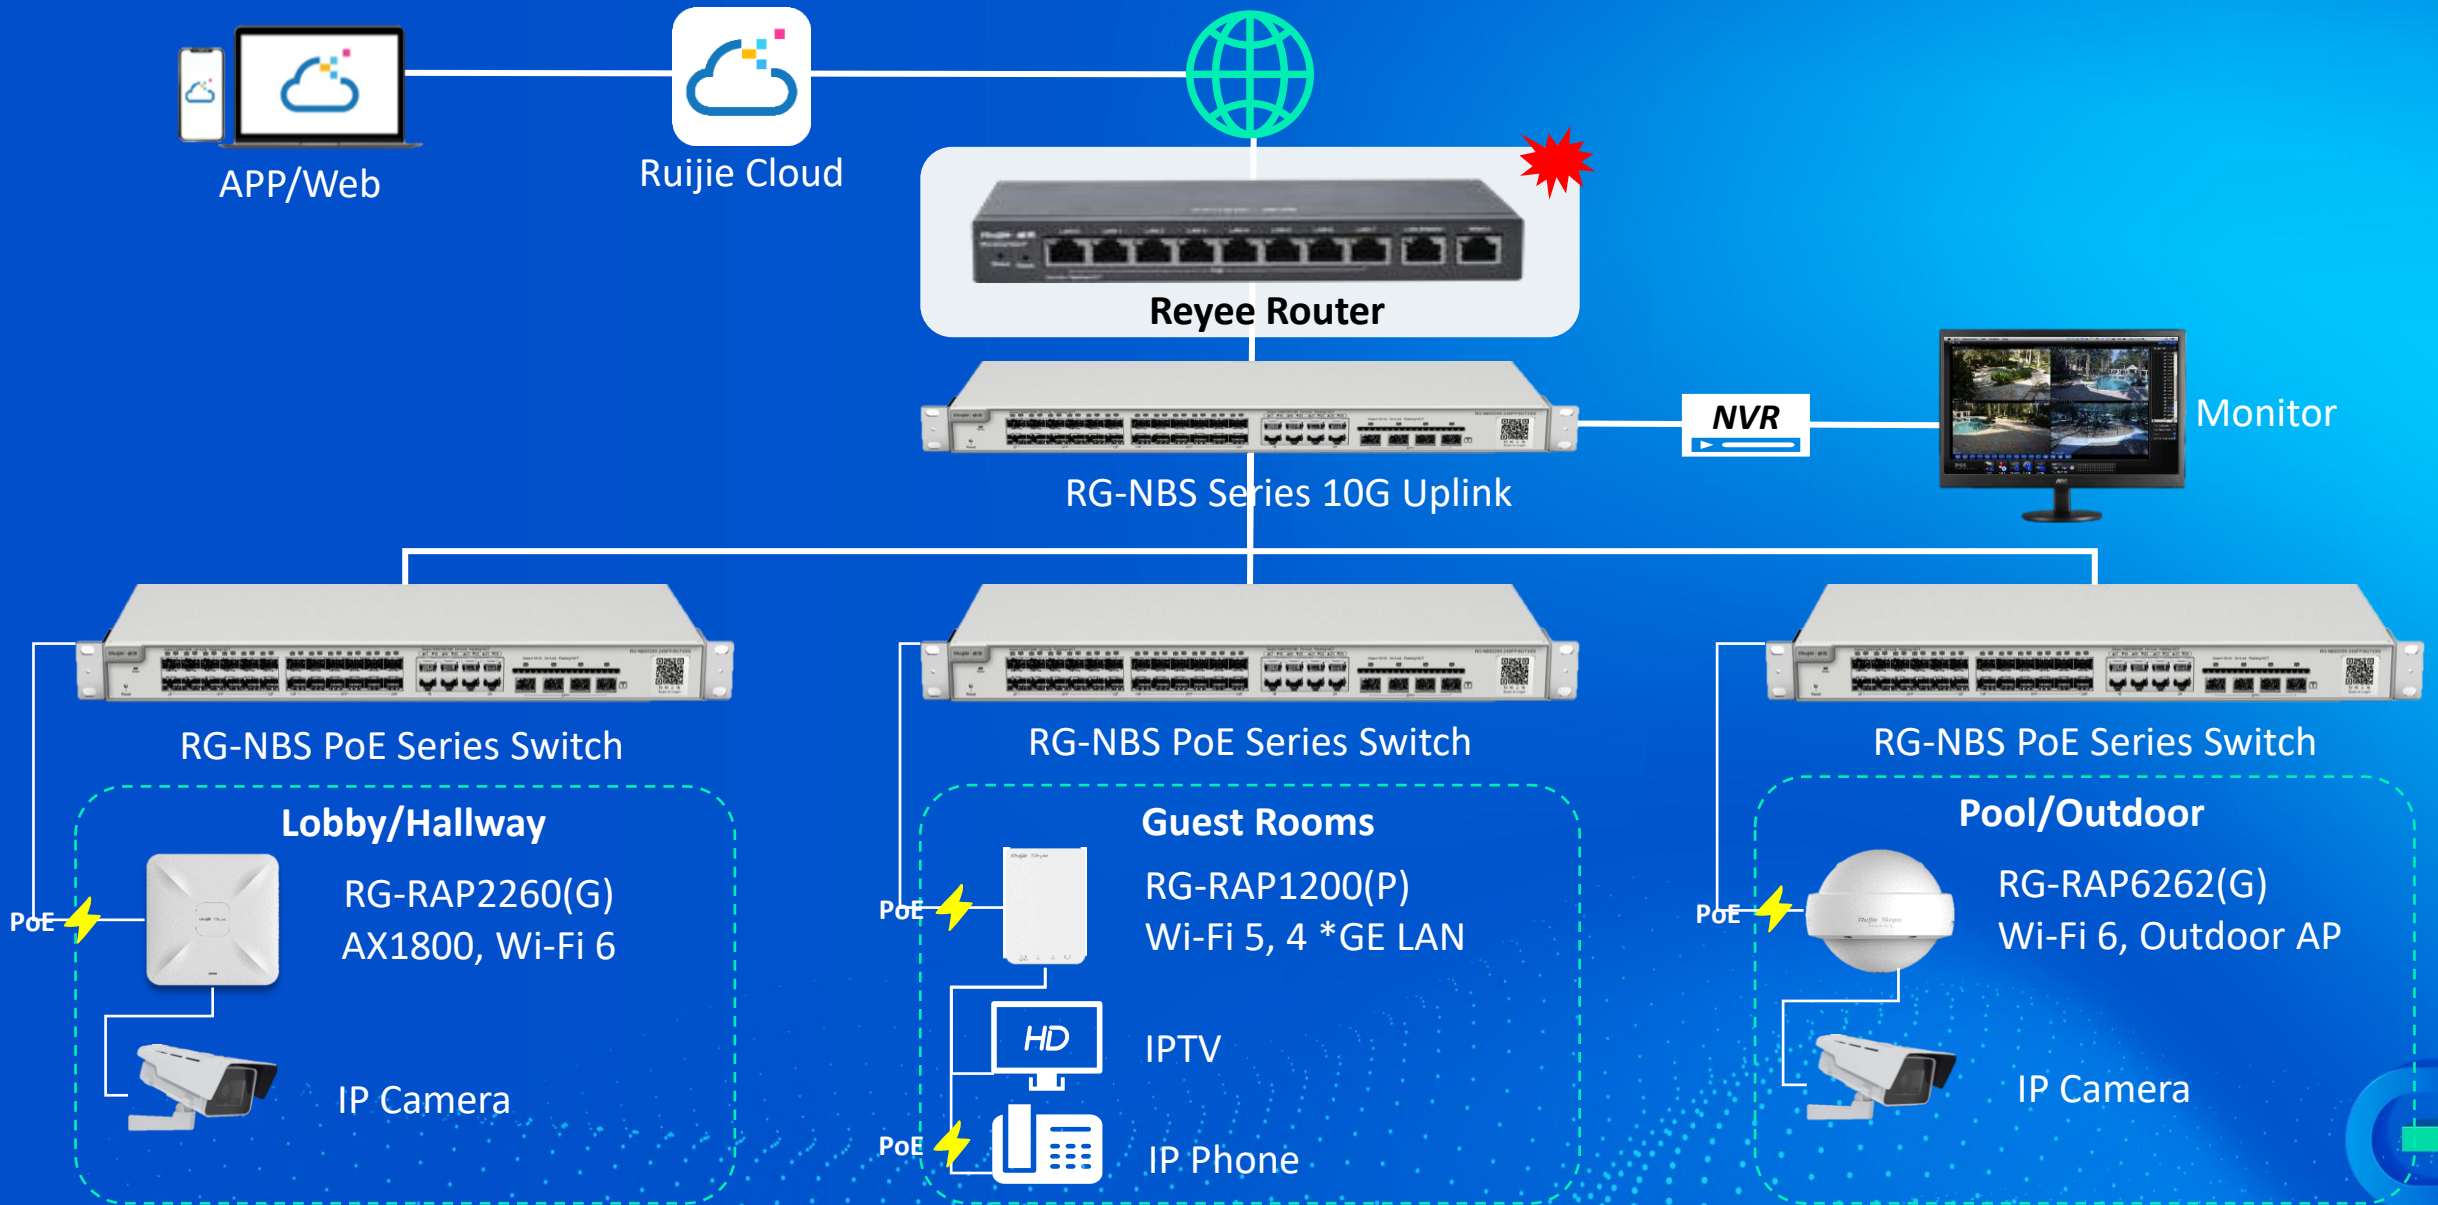 APP/Web
Ruijie Cloud
Reyee Router
RG-NBS Series 10G Uplink
NVR
Monitor
RG-NBS PoE Series Switch
RG-NBS PoE Series Switch
RG-NBS PoE Series Switch
Lobby/Hallway
RG-RAP2260(G)
AX1800, Wi-Fi 6
PoE
IP Camera
Guest Rooms
RG-RAP1200(P)
Wi-Fi 5, 4 *GE LAN
PoE
HD
IPTV
PoE
IP Phone
Pool/Outdoor
RG-RAP6262(G)
Wi-Fi 6, Outdoor AP
PoE
IP Camera